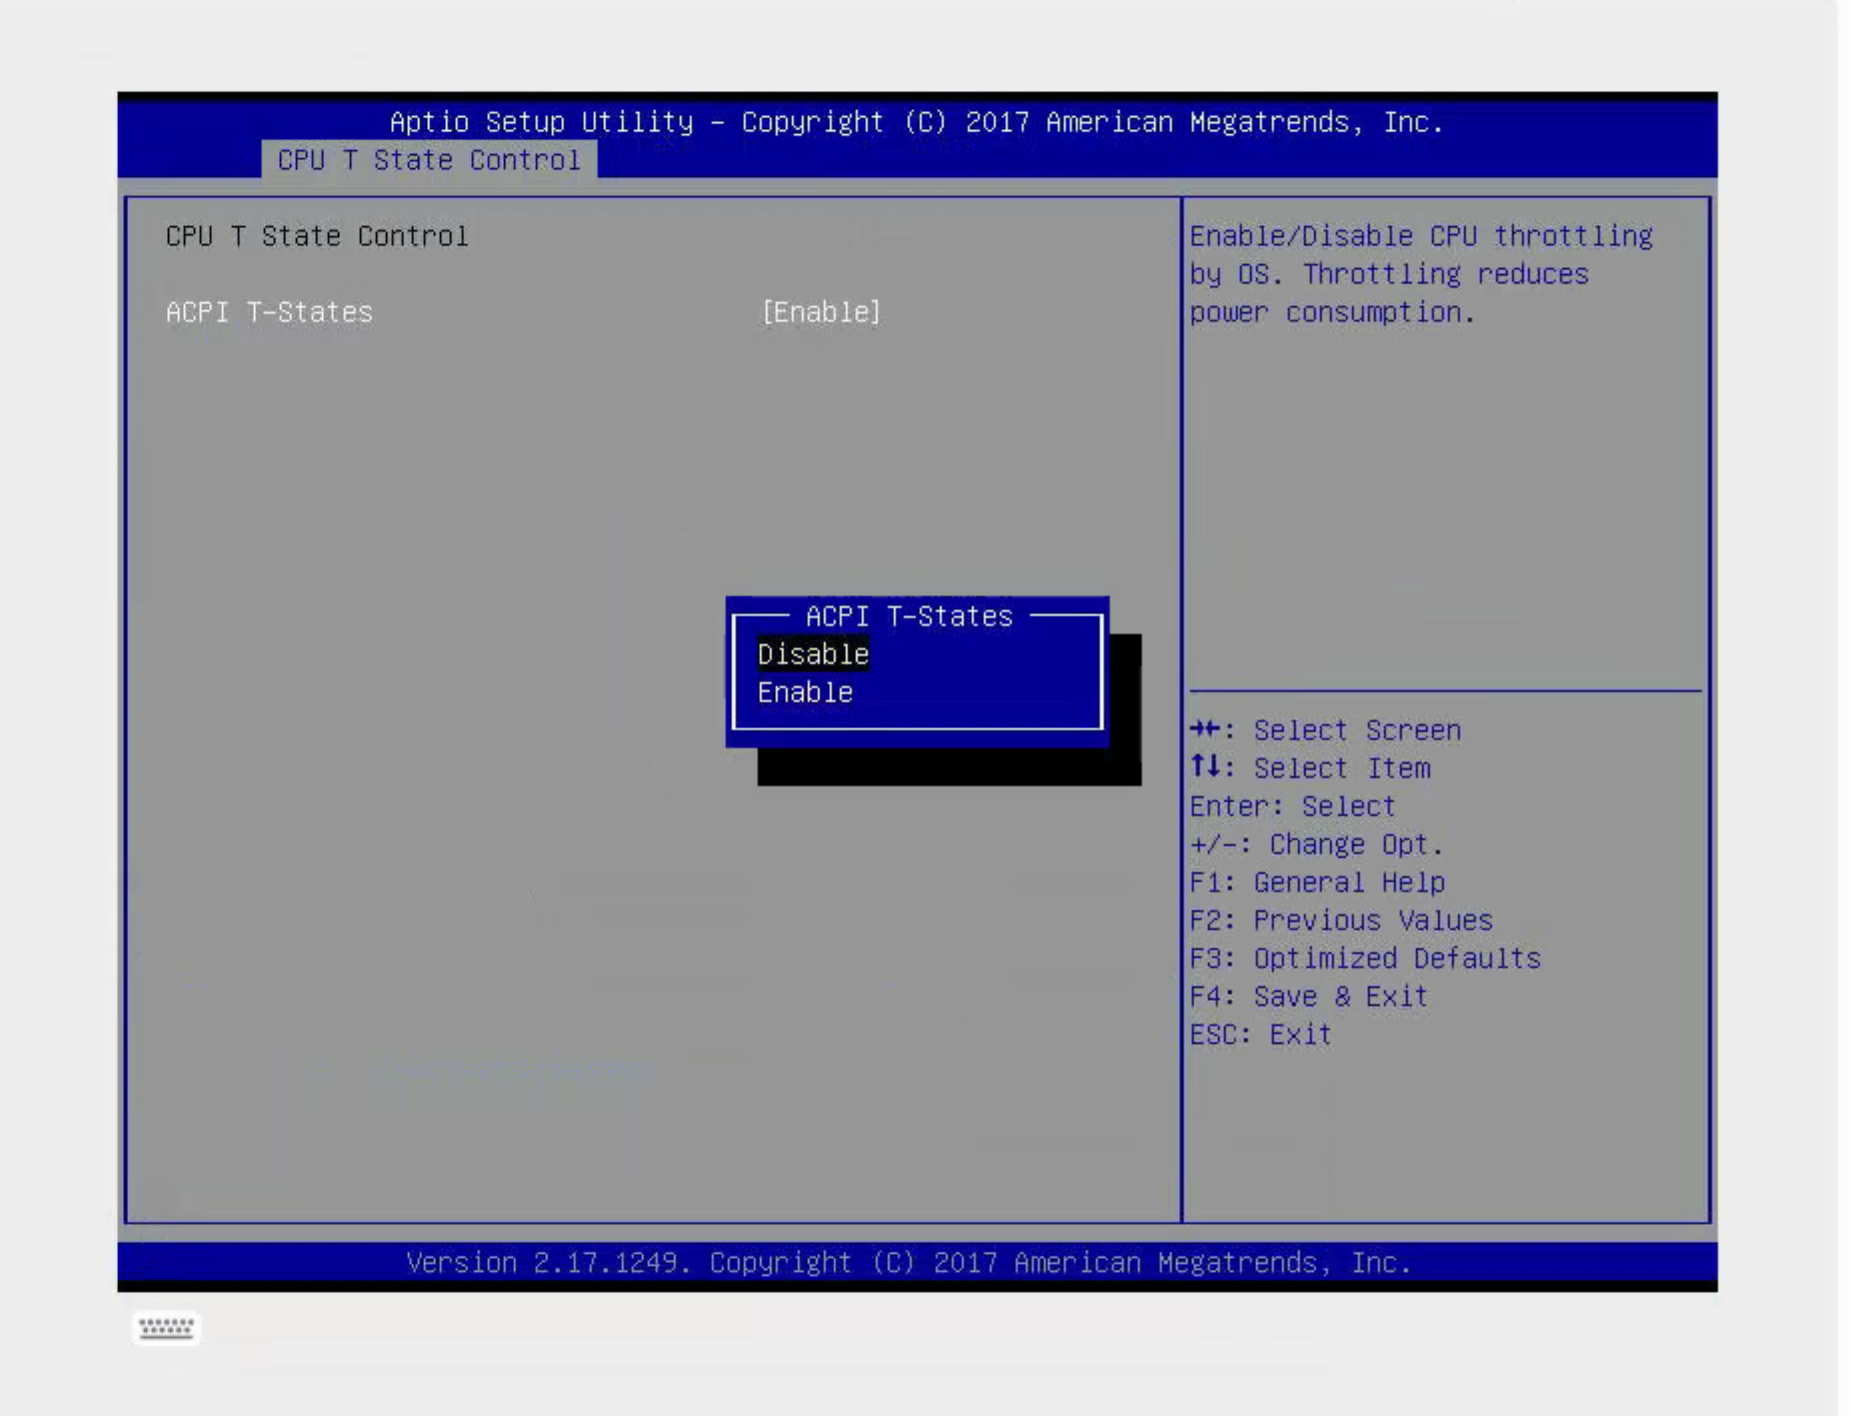 Aptio Setup Utility – Copyright (C) 2017 American Megatrends, Inc.
CPU T State Control
CPU T State Control
ACPI T-States [Enable]
Enable/Disable CPU throttling
by OS. Throttling reduces
power consumption.
ACPI T-States
Disable
Enable
→←: Select Screen
↑↓: Select Item
Enter: Select
+/-: Change Opt.
F1: General Help
F2: Previous Values
F3: Optimized Defaults
F4: Save & Exit
ESC: Exit
Version 2.17.1249. Copyright (C) 2017 American Megatrends, Inc.